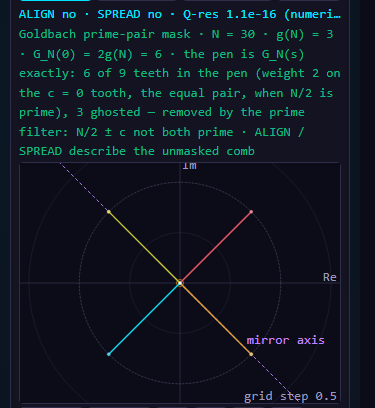 ALIGN no · SPREAD no · Q-res 1.1e-16 (numeri…
Goldbach prime-pair mask · N = 30 · g(N) = 3
· G_N(0) = 2g(N) = 6 · the pen is G_N(s)
exactly: 6 of 9 teeth in the pen (weight 2 on
the c = 0 tooth, the equal pair, when N/2 is
prime), 3 ghosted — removed by the prime
filter: N/2 ± c not both prime · ALIGN /
SPREAD describe the unmasked comb
Im
Re
mirror axis
grid step 0.5